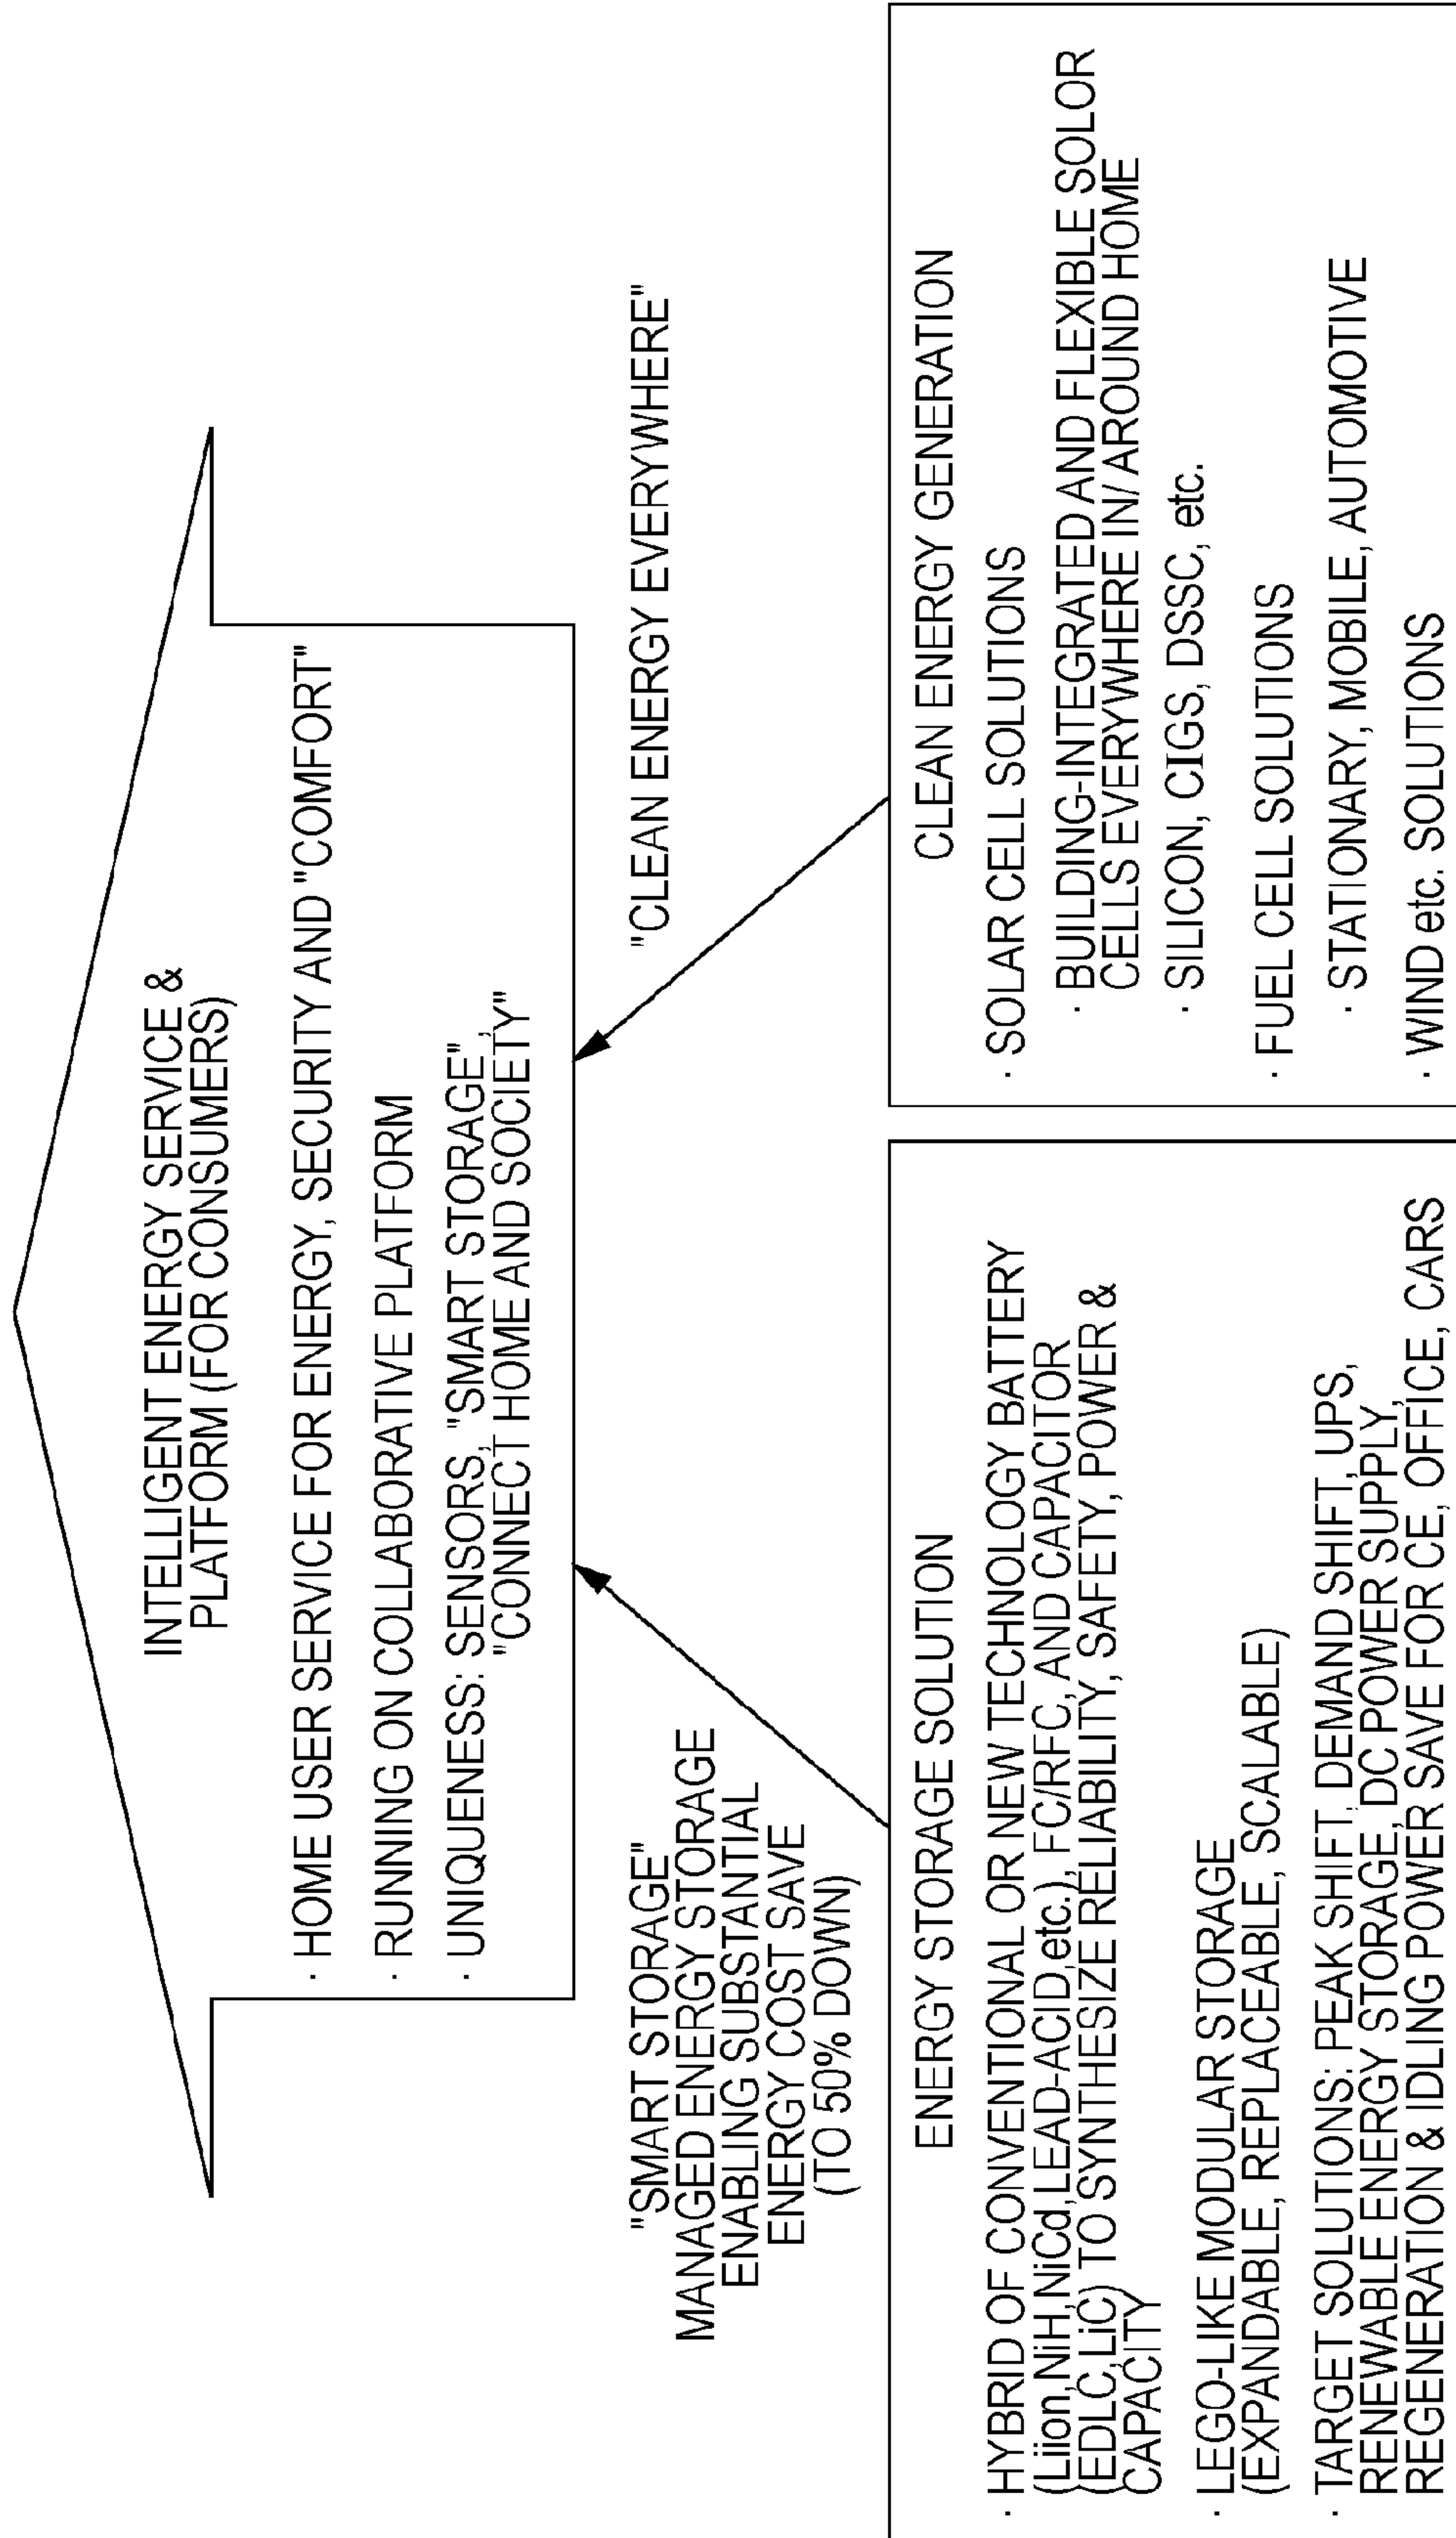 INTELLIGENT ENERGY SERVICE &
PLATFORM (FOR CONSUMERS)
· HOME USER SERVICE FOR ENERGY, SECURITY AND "COMFORT"
· RUNNING ON COLLABORATIVE PLATFORM
· UNIQUENESS: SENSORS, "SMART STORAGE",
"CONNECT HOME AND SOCIETY"
"SMART STORAGE"
MANAGED ENERGY STORAGE
ENABLING SUBSTANTIAL
ENERGY COST SAVE
(TO 50% DOWN)
"CLEAN ENERGY EVERYWHERE"
ENERGY STORAGE SOLUTION
· HYBRID OF CONVENTIONAL OR NEW TECHNOLOGY BATTERY
(Liion,NiH,NiCd,LEAD-ACID,etc.), FC/RFC, AND CAPACITOR
(EDLC,LiC) TO SYNTHESIZE RELIABILITY, SAFETY, POWER &
CAPACITY
· LEGO-LIKE MODULAR STORAGE
(EXPANDABLE, REPLACEABLE, SCALABLE)
· TARGET SOLUTIONS: PEAK SHIFT, DEMAND SHIFT, UPS,
RENEWABLE ENERGY STORAGE, DC POWER SUPPLY,
REGENERATION & IDLING POWER SAVE FOR CE, OFFICE, CARS
CLEAN ENERGY GENERATION
· SOLAR CELL SOLUTIONS
· BUILDING-INTEGRATED AND FLEXIBLE SOLOR
CELLS EVERYWHERE IN/AROUND HOME
· SILICON, CIGS, DSSC, etc.
· FUEL CELL SOLUTIONS
· STATIONARY, MOBILE, AUTOMOTIVE
· WIND etc. SOLUTIONS